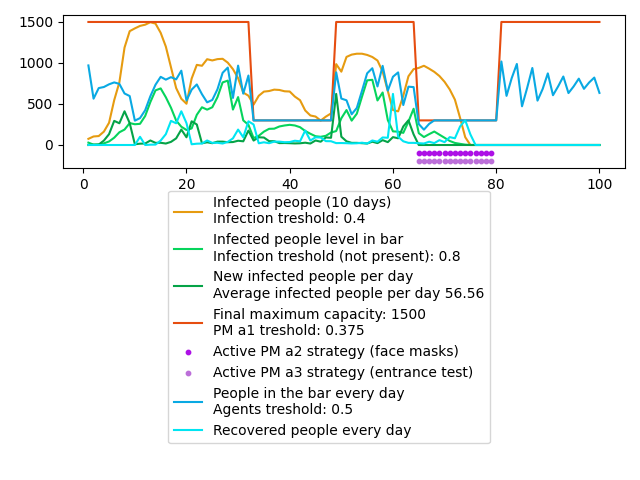 1500
1000
500
0
0 20 40 60 80 100
Infected people (10 days)
Infection treshold: 0.4
Infected people level in bar
Infection treshold (not present): 0.8
New infected people per day
Average infected people per day 56.56
Final maximum capacity: 1500
PM a1 treshold: 0.375
Active PM a2 strategy (face masks)
Active PM a3 strategy (entrance test)
People in the bar every day
Agents treshold: 0.5
Recovered people every day